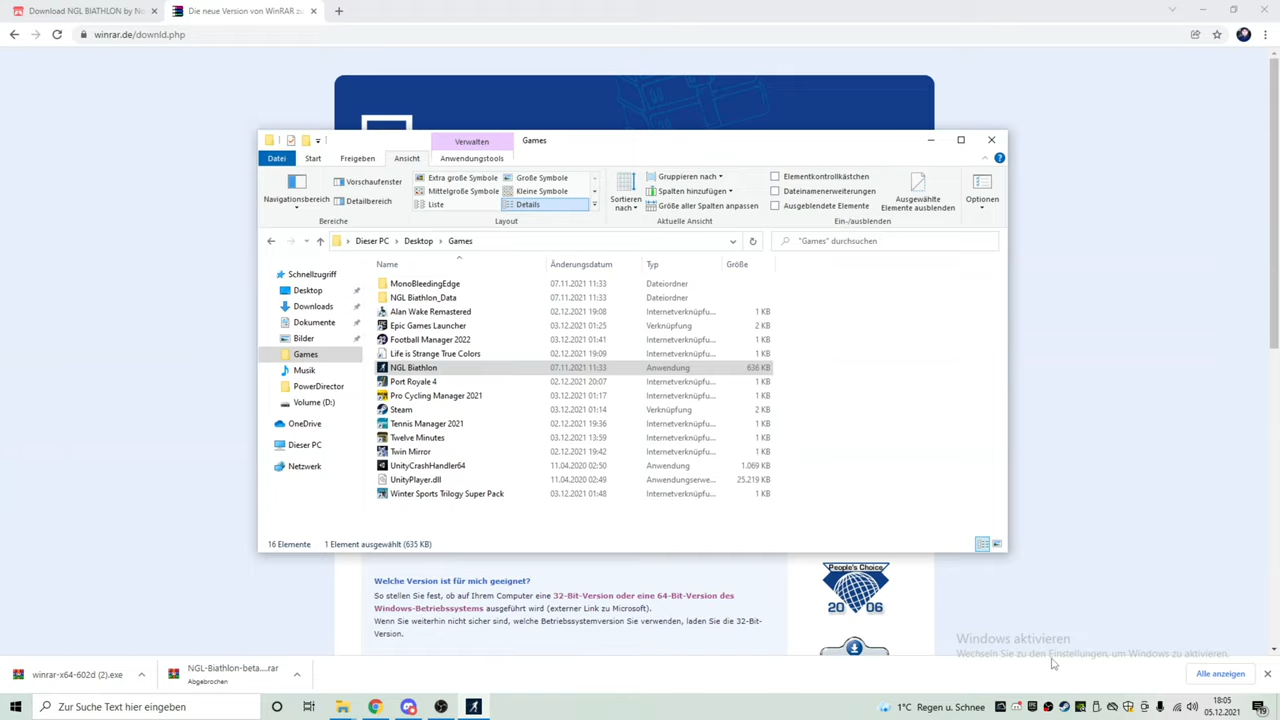 Download NGL BIATHLON by No
Die neue Version von WinRAR zu
winrar.de/downld.php
Verwalten
Games
Datei
Start
Freigeben
Ansicht
Anwendungstools
Navigationsbereich
Vorschaufenster
Detailbereich
Bereiche
Extra große Symbole
Große Symbole
Mittelgroße Symbole
Kleine Symbole
Liste
Details
Layout
Sortieren nach
Gruppieren nach
Spalten hinzufügen
Größe aller Spalten anpassen
Aktuelle Ansicht
Elementkontrollkästchen
Dateinamenerweiterungen
Ausgeblendete Elemente
Ausgewählte Elemente ausblenden
Ein-/ausblenden
Optionen
Dieser PC > Desktop > Games
"Games" durchsuchen
Name Änderungsdatum Typ Größe
Schnellzugriff
Desktop
Downloads
Dokumente
Bilder
Games
Musik
PowerDirector
Volume (D:)
OneDrive
Dieser PC
Netzwerk
MonoBleedingEdge 07.11.2021 11:33 Dateiordner
NGL Biathlon_Data 07.11.2021 11:33 Dateiordner
Alan Wake Remastered 02.12.2021 19:08 Internetverknüpfu... 1 KB
Epic Games Launcher 03.12.2021 01:25 Verknüpfung 2 KB
Football Manager 2022 03.12.2021 01:41 Internetverknüpfu... 1 KB
Life is Strange True Colors 02.12.2021 19:09 Internetverknüpfu... 1 KB
NGL Biathlon 07.11.2021 11:33 Anwendung 636 KB
Port Royale 4 02.12.2021 20:07 Internetverknüpfu... 1 KB
Pro Cycling Manager 2021 03.12.2021 01:17 Internetverknüpfu... 1 KB
Steam 03.12.2021 01:14 Verknüpfung 2 KB
Tennis Manager 2021 02.12.2021 19:36 Internetverknüpfu... 1 KB
Twelve Minutes 03.12.2021 13:59 Internetverknüpfu... 1 KB
Twin Mirror 02.12.2021 19:42 Internetverknüpfu... 1 KB
UnityCrashHandler64 11.04.2020 02:50 Anwendung 1.069 KB
UnityPlayer.dll 11.04.2020 02:49 Anwendungserwe... 25.219 KB
Winter Sports Trilogy Super Pack 03.12.2021 01:48 Internetverknüpfu... 1 KB
16 Elemente 1 Element ausgewählt (635 KB)
Welche Version ist für mich geeignet?
So stellen Sie fest, ob auf Ihrem Computer eine 32-Bit-Version oder eine 64-Bit-Version des
Windows-Betriebssystems ausgeführt wird (externer Link zu Microsoft).
Wenn Sie weiterhin nicht sicher sind, welche Betriebssystemversion Sie verwenden, laden Sie die 32-Bit-
Version.
People's Choice
2006
Windows aktivieren
Wechseln Sie zu den Einstellungen, um Windows zu aktivieren.
winrar-x64-602d (2).exe
NGL-Biathlon-beta....rar
Abgebrochen
Alle anzeigen
Zur Suche Text hier eingeben
1°C Regen u. Schnee
18:05
05.12.2021
19